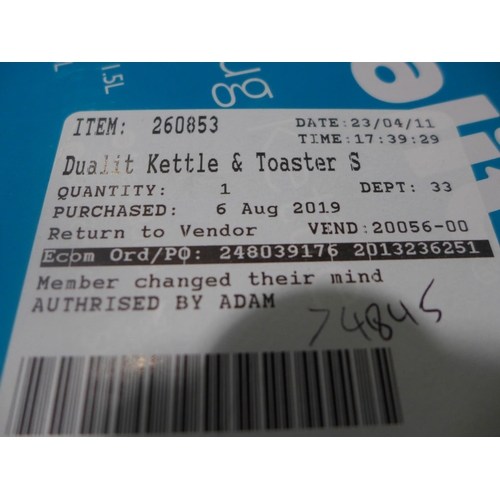 1.5L
ITEM: 260853
DATE:23/04/11
TIME:17:39:29
Dualit Kettle & Toaster S
QUANTITY: 1 DEPT: 33
PURCHASED: 6 Aug 2019
Return to Vendor VEND:20056-00
Ecom Ord/PO: 248039176 2013236251
Member changed their mind
AUTHRISED BY ADAM
74845